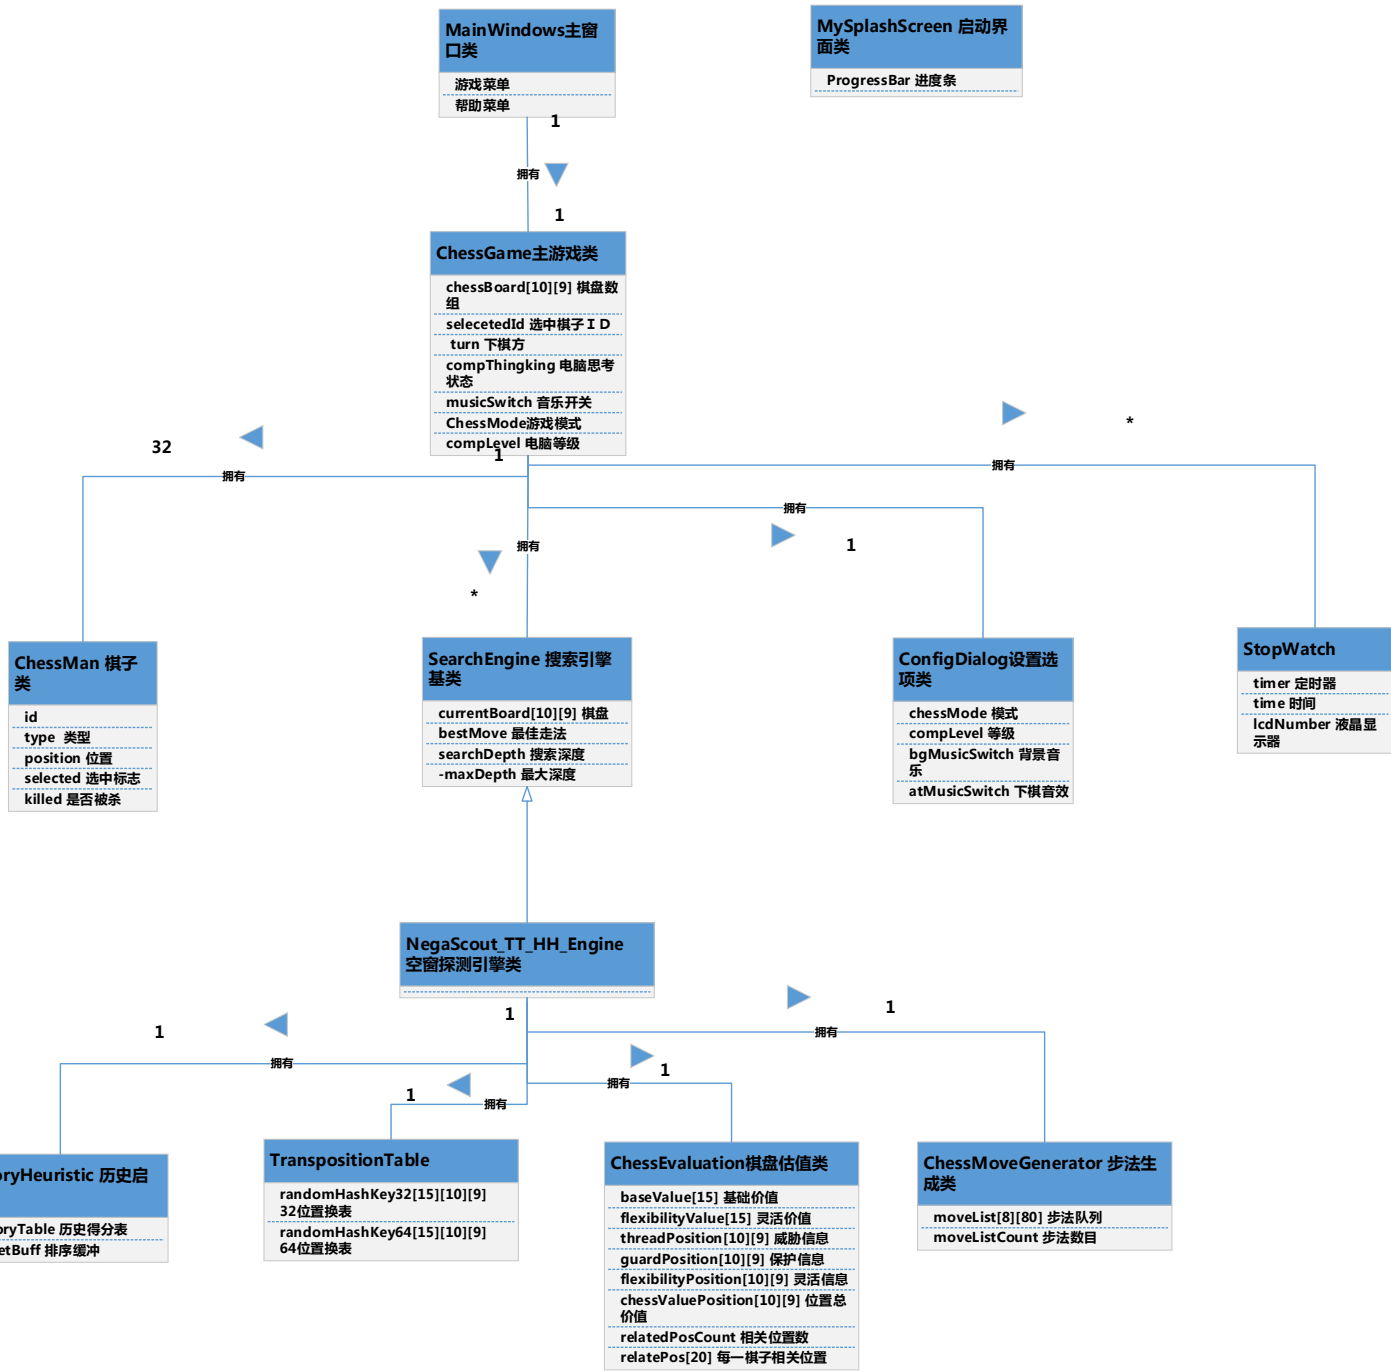 MainWindows主窗
口类
游戏菜单
帮助菜单
MySplashScreen 启动界
面类
ProgressBar 进度条
1
拥有
1
ChessGame主游戏类
chessBoard[10][9] 棋盘数
组
selecetedId 选中棋子ＩＤ
turn 下棋方
compThingking 电脑思考
状态
musicSwitch 音乐开关
ChessMode游戏模式
compLevel 电脑等级
1
32
拥有
*
拥有
拥有
1
拥有
*
ChessMan 棋子
类
id
type 类型
position 位置
selected 选中标志
killed 是否被杀
SearchEngine 搜索引擎
基类
currentBoard[10][9] 棋盘
bestMove 最佳走法
searchDepth 搜索深度
-maxDepth 最大深度
ConfigDialog设置选
项类
chessMode 模式
compLevel 等级
bgMusicSwitch 背景音
乐
atMusicSwitch 下棋音效
StopWatch
timer 定时器
time 时间
lcdNumber 液晶显
示器
NegaScout_TT_HH_Engine
空窗探测引擎类
1
1
拥有
1
拥有
1
拥有
1
拥有
oryHeuristic 历史启
oryTable 历史得分表
etBuff 排序缓冲
TranspositionTable
randomHashKey32[15][10][9]
32位置换表
randomHashKey64[15][10][9]
64位置换表
ChessEvaluation棋盘估值类
baseValue[15] 基础价值
flexibilityValue[15] 灵活价值
threadPosition[10][9] 威胁信息
guardPosition[10][9] 保护信息
flexibilityPosition[10][9] 灵活信息
chessValuePosition[10][9] 位置总
价值
relatedPosCount 相关位置数
relatePos[20] 每一棋子相关位置
ChessMoveGenerator 步法生
成类
moveList[8][80] 步法队列
moveListCount 步法数目